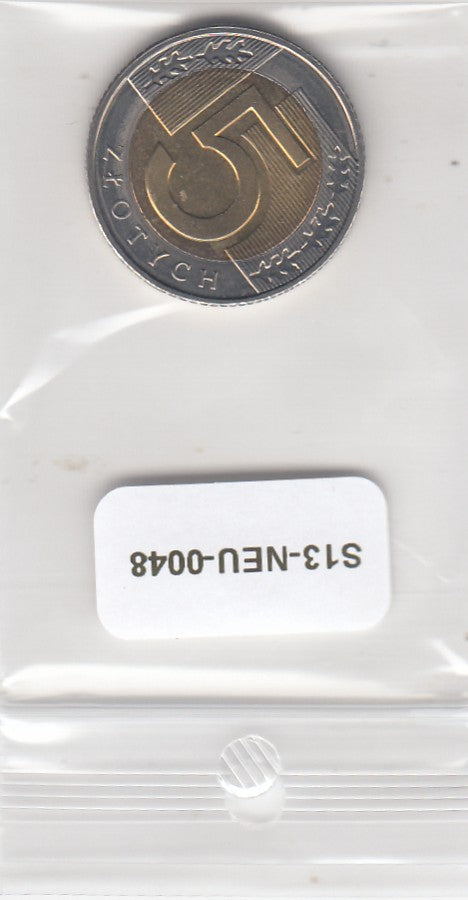 5
ZŁOTYCH
S13-NEU-0048